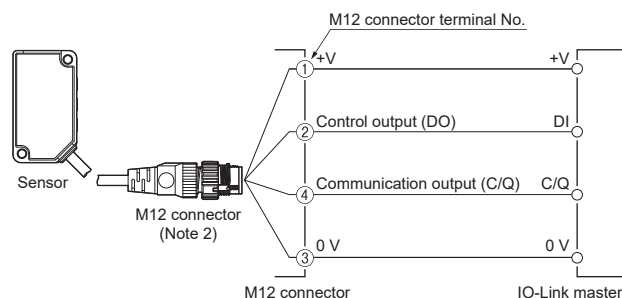 M12 connector terminal No.
1 +V +V
2 Control output (DO) DI
4 Communication output (C/Q) C/Q
3 0 V 0 V
Sensor
M12 connector
(Note 2)
M12 connector
IO-Link master